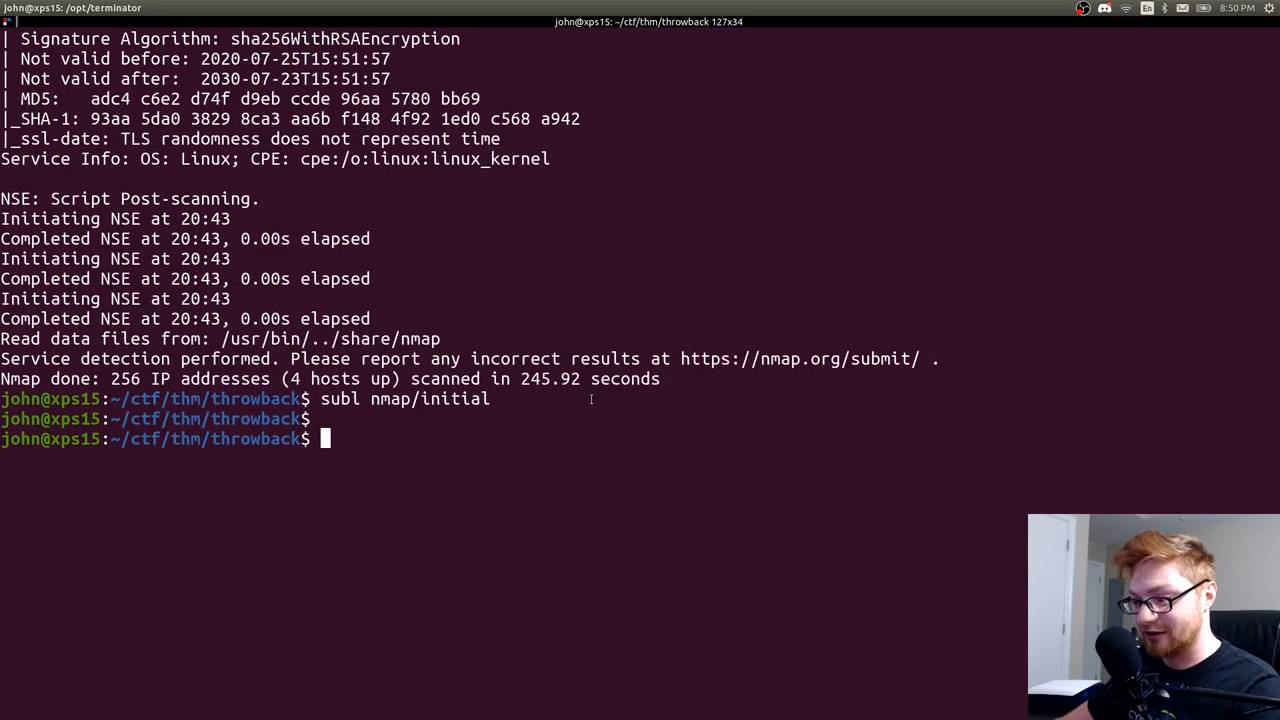 john@xps15: /opt/terminator
En
8:50 PM
john@xps15: ~/ctf/thm/throwback 127x34
| Signature Algorithm: sha256WithRSAEncryption
| Not valid before: 2020-07-25T15:51:57
| Not valid after:  2030-07-23T15:51:57
| MD5:   adc4 c6e2 d74f d9eb ccde 96aa 5780 bb69
|_SHA-1: 93aa 5da0 3829 8ca3 aa6b f148 4f92 1ed0 c568 a942
|_ssl-date: TLS randomness does not represent time
Service Info: OS: Linux; CPE: cpe:/o:linux:linux_kernel
NSE: Script Post-scanning.
Initiating NSE at 20:43
Completed NSE at 20:43, 0.00s elapsed
Initiating NSE at 20:43
Completed NSE at 20:43, 0.00s elapsed
Initiating NSE at 20:43
Completed NSE at 20:43, 0.00s elapsed
Read data files from: /usr/bin/../share/nmap
Service detection performed. Please report any incorrect results at https://nmap.org/submit/ .
Nmap done: 256 IP addresses (4 hosts up) scanned in 245.92 seconds
john@xps15:~/ctf/thm/throwback$ subl nmap/initial
john@xps15:~/ctf/thm/throwback$
john@xps15:~/ctf/thm/throwback$